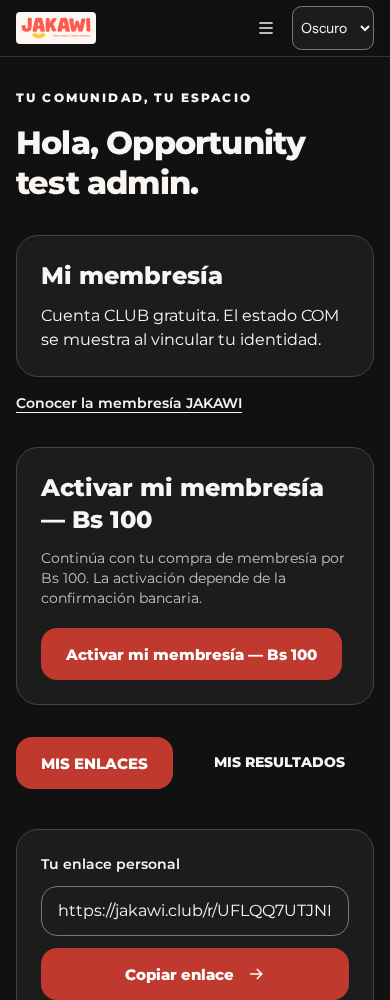 JAKAWI
Oscuro
TU COMUNIDAD, TU ESPACIO
Hola, Opportunity
test admin.
Mi membresía
Cuenta CLUB gratuita. El estado COM
se muestra al vincular tu identidad.
Conocer la membresía JAKAWI
Activar mi membresía
— Bs 100
Continúa con tu compra de membresía por
Bs 100. La activación depende de la
confirmación bancaria.
Activar mi membresía — Bs 100
MIS ENLACES
MIS RESULTADOS
Tu enlace personal
https://jakawi.club/r/UFLQQ7UTJNI
Copiar enlace →